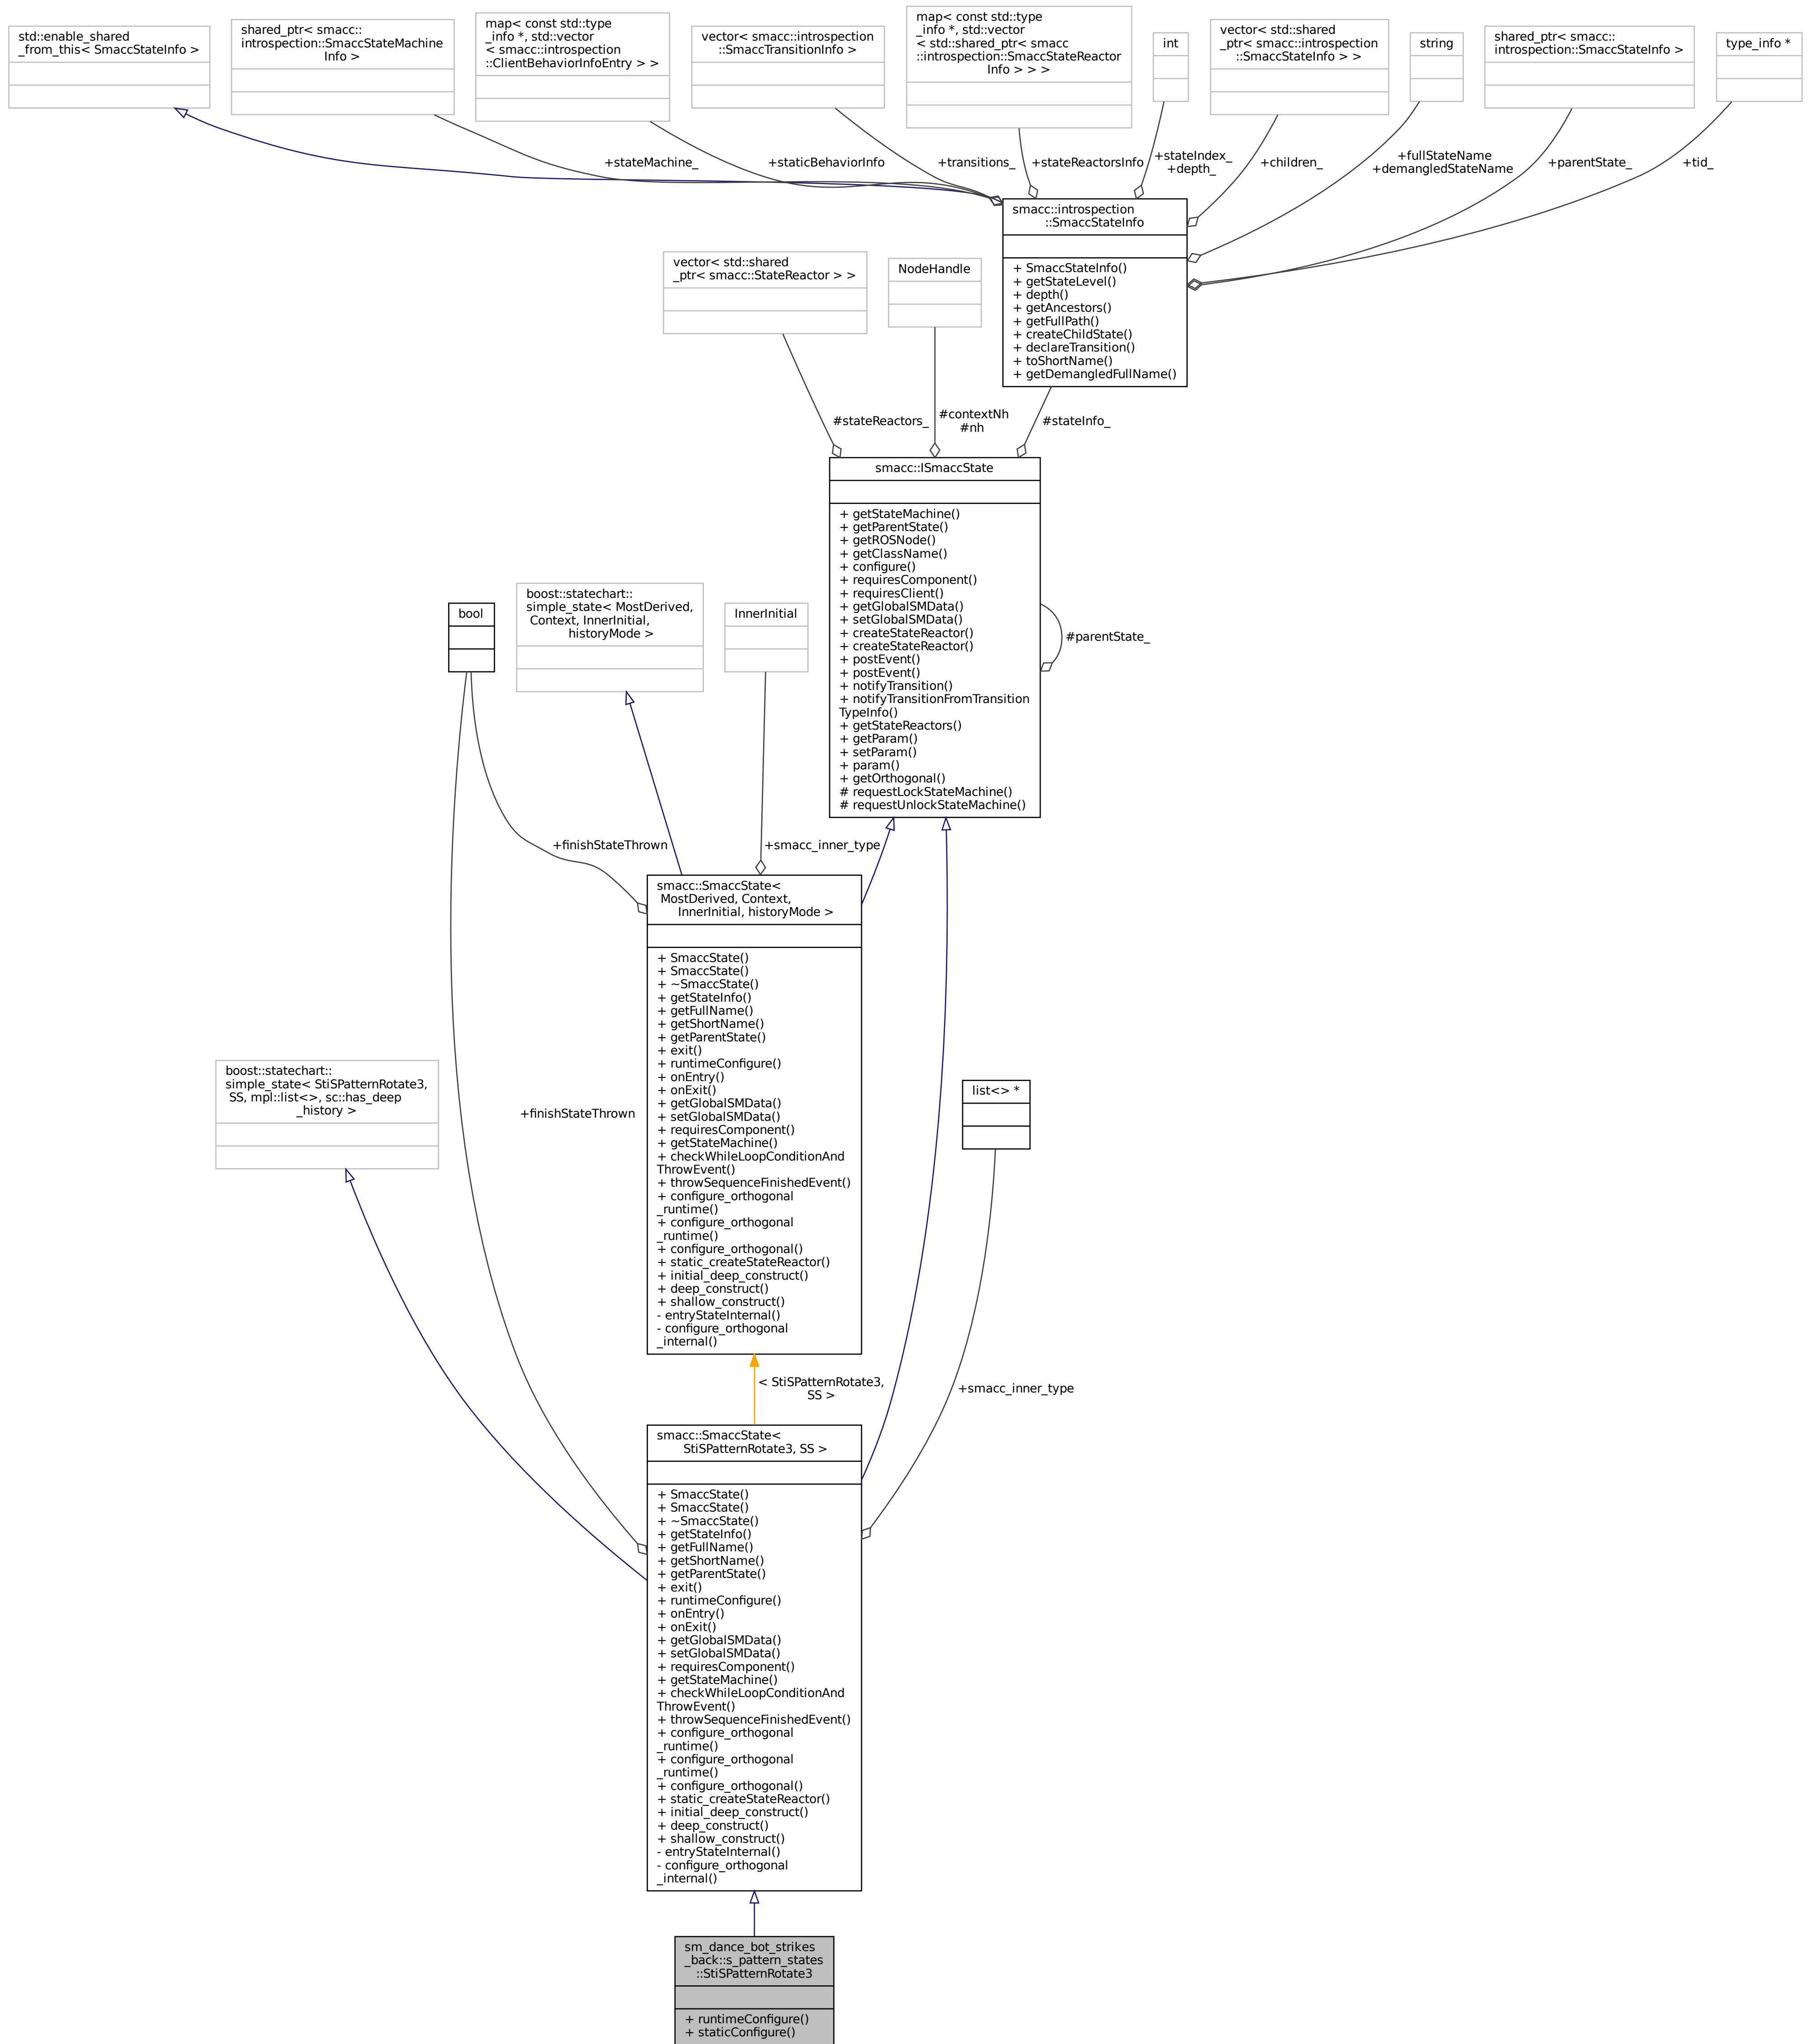 std::enable_shared
_from_this< SmaccStateInfo >
shared_ptr< smacc::
introspection::SmaccStateMachine
Info >
map< const std::type
_info *, std::vector
< smacc::introspection
::ClientBehaviorInfoEntry > >
vector< smacc::introspection
::SmaccTransitionInfo >
map< const std::type
_info *, std::vector
< std::shared_ptr< smacc
::introspection::SmaccStateReactor
Info > > >
int
vector< std::shared
_ptr< smacc::introspection
::SmaccStateInfo > >
string
shared_ptr< smacc::
introspection::SmaccStateInfo >
type_info *
+stateMachine_
+staticBehaviorInfo
+transitions_
+stateReactorsInfo
+stateIndex_
+depth_
+children_
+fullStateName
+demangledStateName
+parentState_
+tid_
smacc::introspection
::SmaccStateInfo
+ SmaccStateInfo()
+ getStateLevel()
+ depth()
+ getAncestors()
+ getFullPath()
+ createChildState()
+ declareTransition()
+ toShortName()
+ getDemangledFullName()
vector< std::shared
_ptr< smacc::StateReactor > >
NodeHandle
#stateReactors_
#contextNh
#nh
#stateInfo_
smacc::ISmaccState
+ getStateMachine()
+ getParentState()
+ getROSNode()
+ getClassName()
+ configure()
+ requiresComponent()
+ requiresClient()
+ getGlobalSMData()
+ setGlobalSMData()
+ createStateReactor()
+ createStateReactor()
+ postEvent()
+ postEvent()
+ notifyTransition()
+ notifyTransitionFromTransition
TypeInfo()
+ getStateReactors()
+ getParam()
+ setParam()
+ param()
+ getOrthogonal()
# requestLockStateMachine()
# requestUnlockStateMachine()
#parentState_
bool
boost::statechart::
simple_state< MostDerived,
Context, InnerInitial,
historyMode >
InnerInitial
+finishStateThrown
+smacc_inner_type
smacc::SmaccState<
MostDerived, Context,
InnerInitial, historyMode >
+ SmaccState()
+ SmaccState()
+ ~SmaccState()
+ getStateInfo()
+ getFullName()
+ getShortName()
+ getParentState()
+ exit()
+ runtimeConfigure()
+ onEntry()
+ onExit()
+ getGlobalSMData()
+ setGlobalSMData()
+ requiresComponent()
+ getStateMachine()
+ checkWhileLoopConditionAnd
ThrowEvent()
+ throwSequenceFinishedEvent()
+ configure_orthogonal
_runtime()
+ configure_orthogonal
_runtime()
+ configure_orthogonal()
+ static_createStateReactor()
+ initial_deep_construct()
+ deep_construct()
+ shallow_construct()
- entryStateInternal()
- configure_orthogonal
_internal()
boost::statechart::
simple_state< StiSPatternRotate3,
SS, mpl::list<>, sc::has_deep
_history >
+finishStateThrown
list<> *
< StiSPatternRotate3,
SS >
+smacc_inner_type
smacc::SmaccState<
StiSPatternRotate3, SS >
+ SmaccState()
+ SmaccState()
+ ~SmaccState()
+ getStateInfo()
+ getFullName()
+ getShortName()
+ getParentState()
+ exit()
+ runtimeConfigure()
+ onEntry()
+ onExit()
+ getGlobalSMData()
+ setGlobalSMData()
+ requiresComponent()
+ getStateMachine()
+ checkWhileLoopConditionAnd
ThrowEvent()
+ throwSequenceFinishedEvent()
+ configure_orthogonal
_runtime()
+ configure_orthogonal
_runtime()
+ configure_orthogonal()
+ static_createStateReactor()
+ initial_deep_construct()
+ deep_construct()
+ shallow_construct()
- entryStateInternal()
- configure_orthogonal
_internal()
sm_dance_bot_strikes
_back::s_pattern_states
::StiSPatternRotate3
+ runtimeConfigure()
+ staticConfigure()